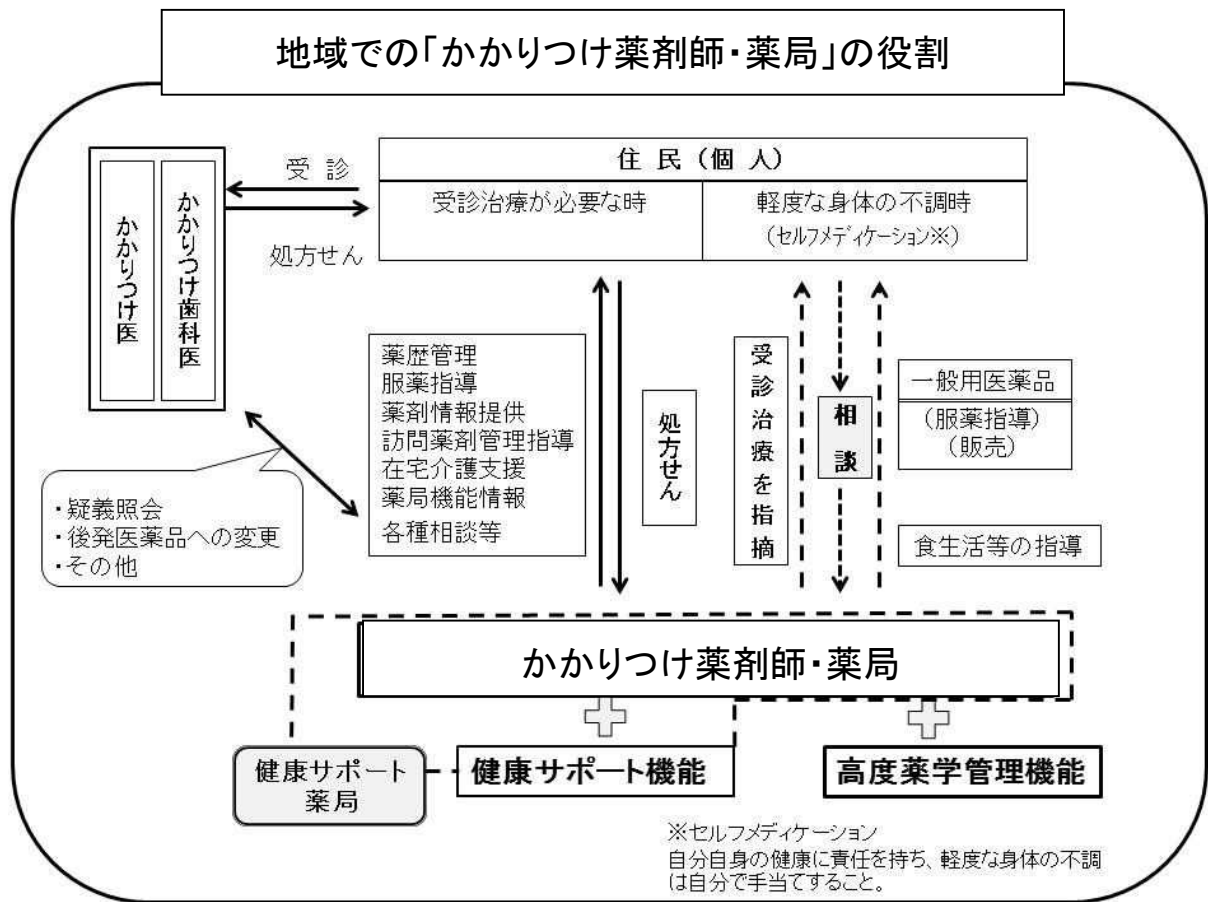 地域での「かかりつけ薬剤師・薬局」の役割
かかりつけ医
かかりつけ歯科医
受 診
処方せん
住 民 （個 人）
受診治療が必要な時
軽度な身体の不調時
（セルフメディケーション※）
薬歴管理
服薬指導
薬剤情報提供
訪問薬剤管理指導
在宅介護支援
薬局機能情報
各種相談等
処方せん
受診治療を指摘
相談
一般用医薬品
（服薬指導）
（販売）
食生活等の指導
・疑義照会
・後発医薬品への変更
・その他
かかりつけ薬剤師・薬局
健康サポート
薬局
健康サポート機能
高度薬学管理機能
※セルフメディケーション
自分自身の健康に責任を持ち、軽度な身体の不調
は自分で手当てすること。